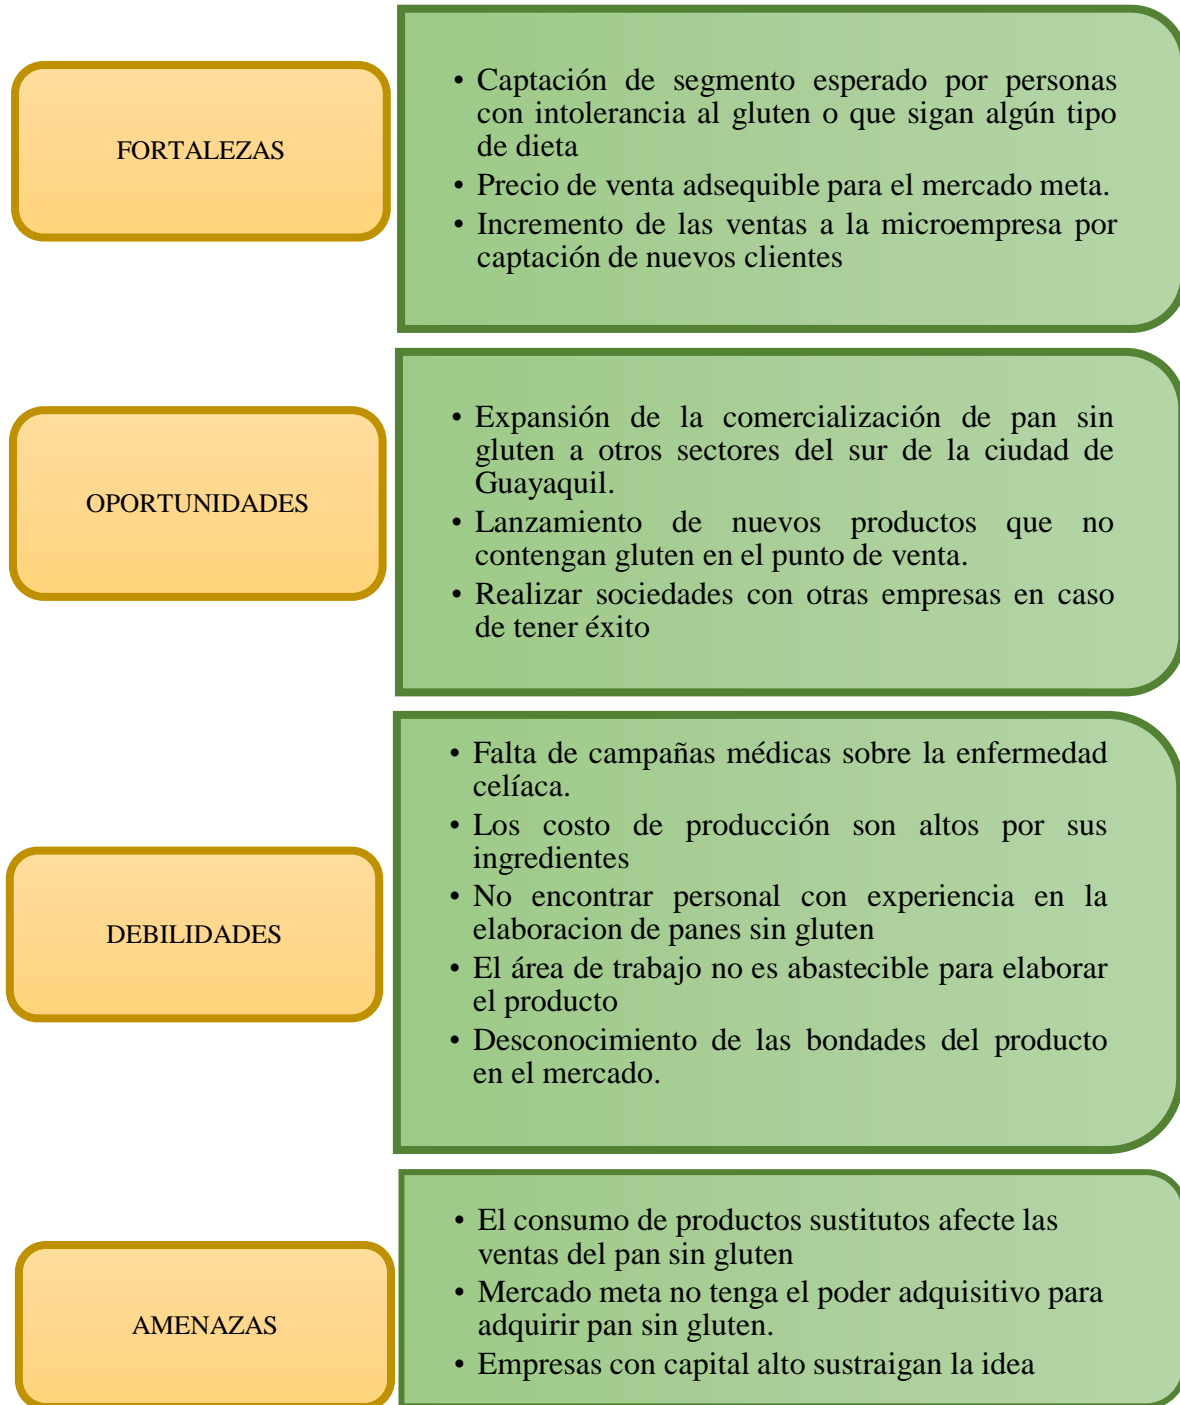 FORTALEZAS
• Captación de segmento esperado por personas
con intolerancia al gluten o que sigan algún tipo
de dieta
• Precio de venta adsequible para el mercado meta.
• Incremento de las ventas a la microempresa por
captación de nuevos clientes
OPORTUNIDADES
• Expansión de la comercialización de pan sin
gluten a otros sectores del sur de la ciudad de
Guayaquil.
• Lanzamiento de nuevos productos que no
contengan gluten en el punto de venta.
• Realizar sociedades con otras empresas en caso
de tener éxito
DEBILIDADES
• Falta de campañas médicas sobre la enfermedad
celíaca.
• Los costo de producción son altos por sus
ingredientes
• No encontrar personal con experiencia en la
elaboracion de panes sin gluten
• El área de trabajo no es abastecible para elaborar
el producto
• Desconocimiento de las bondades del producto
en el mercado.
AMENAZAS
• El consumo de productos sustitutos afecte las
ventas del pan sin gluten
• Mercado meta no tenga el poder adquisitivo para
adquirir pan sin gluten.
• Empresas con capital alto sustraigan la idea